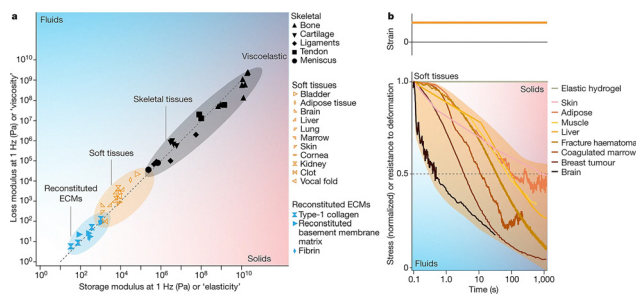 a
Fluids
Loss modulus at 1 Hz (Pa) or ‘viscosity’
10¹⁰
10⁹
10⁸
10⁷
10⁶
10⁵
10⁴
10³
10²
10¹
10⁰
Viscoelastic
Skeletal tissues
Soft tissues
Reconstituted
ECMs
Solids
10⁰
10²
10⁴
10⁶
10⁸
10¹⁰
Storage modulus at 1 Hz (Pa) or ‘elasticity’
Skeletal
Bone
Cartilage
Ligaments
Tendon
Meniscus
Soft tissues
Bladder
Adipose tissue
Brain
Liver
Lung
Marrow
Skin
Cornea
Kidney
Clot
Vocal fold
Reconstituted ECMs
Type-1 collagen
Reconstituted
basement membrane
matrix
Fibrin
b
Strain
0
Soft tissues
Solids
Stress (normalized) or resistance to deformation
1.0
0.5
0
Fluids
0.1
1.0
10
100
1,000
Time (s)
Elastic hydrogel
Skin
Adipose
Muscle
Liver
Fracture haematoma
Coagulated marrow
Breast tumour
Brain